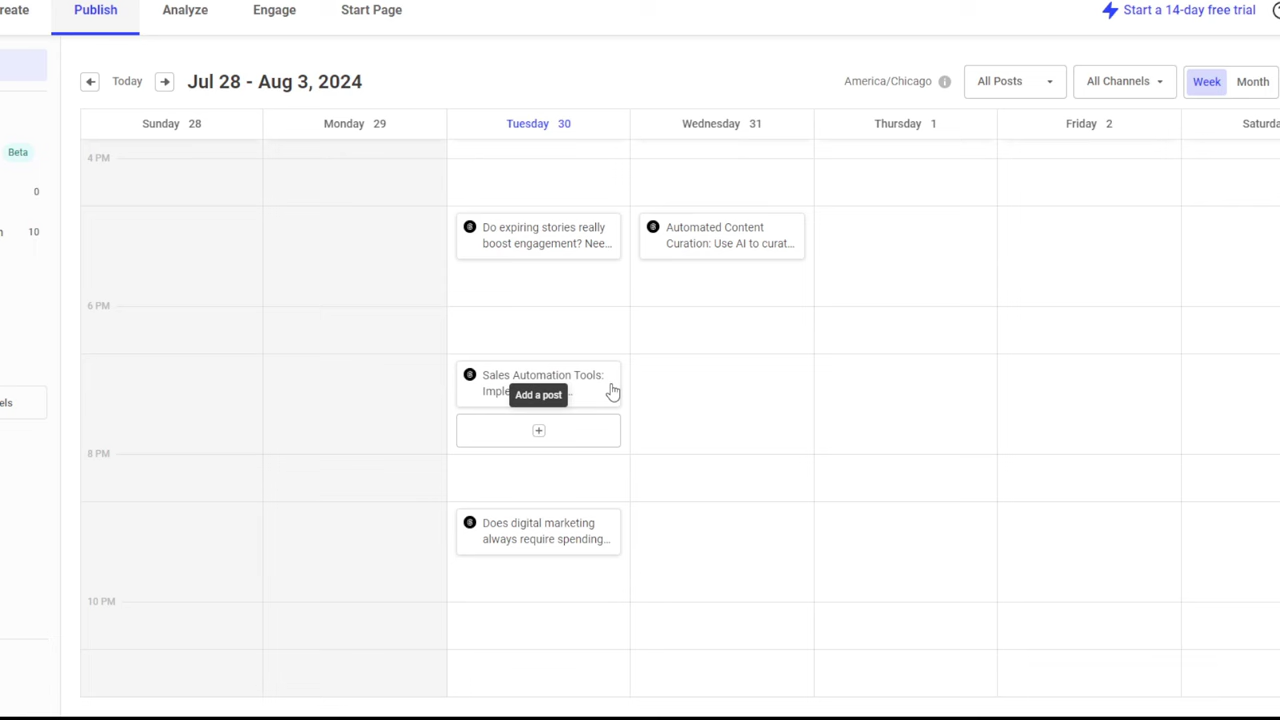 reate
Publish
Analyze
Engage
Start Page
Start a 14-day free trial
Today
Jul 28 - Aug 3, 2024
America/Chicago
All Posts
All Channels
Week
Month
Sunday 28
Monday 29
Tuesday 30
Wednesday 31
Thursday 1
Friday 2
Saturda
4 PM
Beta
0
n 10
Do expiring stories really
boost engagement? Nee...
Automated Content
Curation: Use AI to curat...
6 PM
Sales Automation Tools:
Imple
Add a post
els
8 PM
Does digital marketing
always require spending...
10 PM